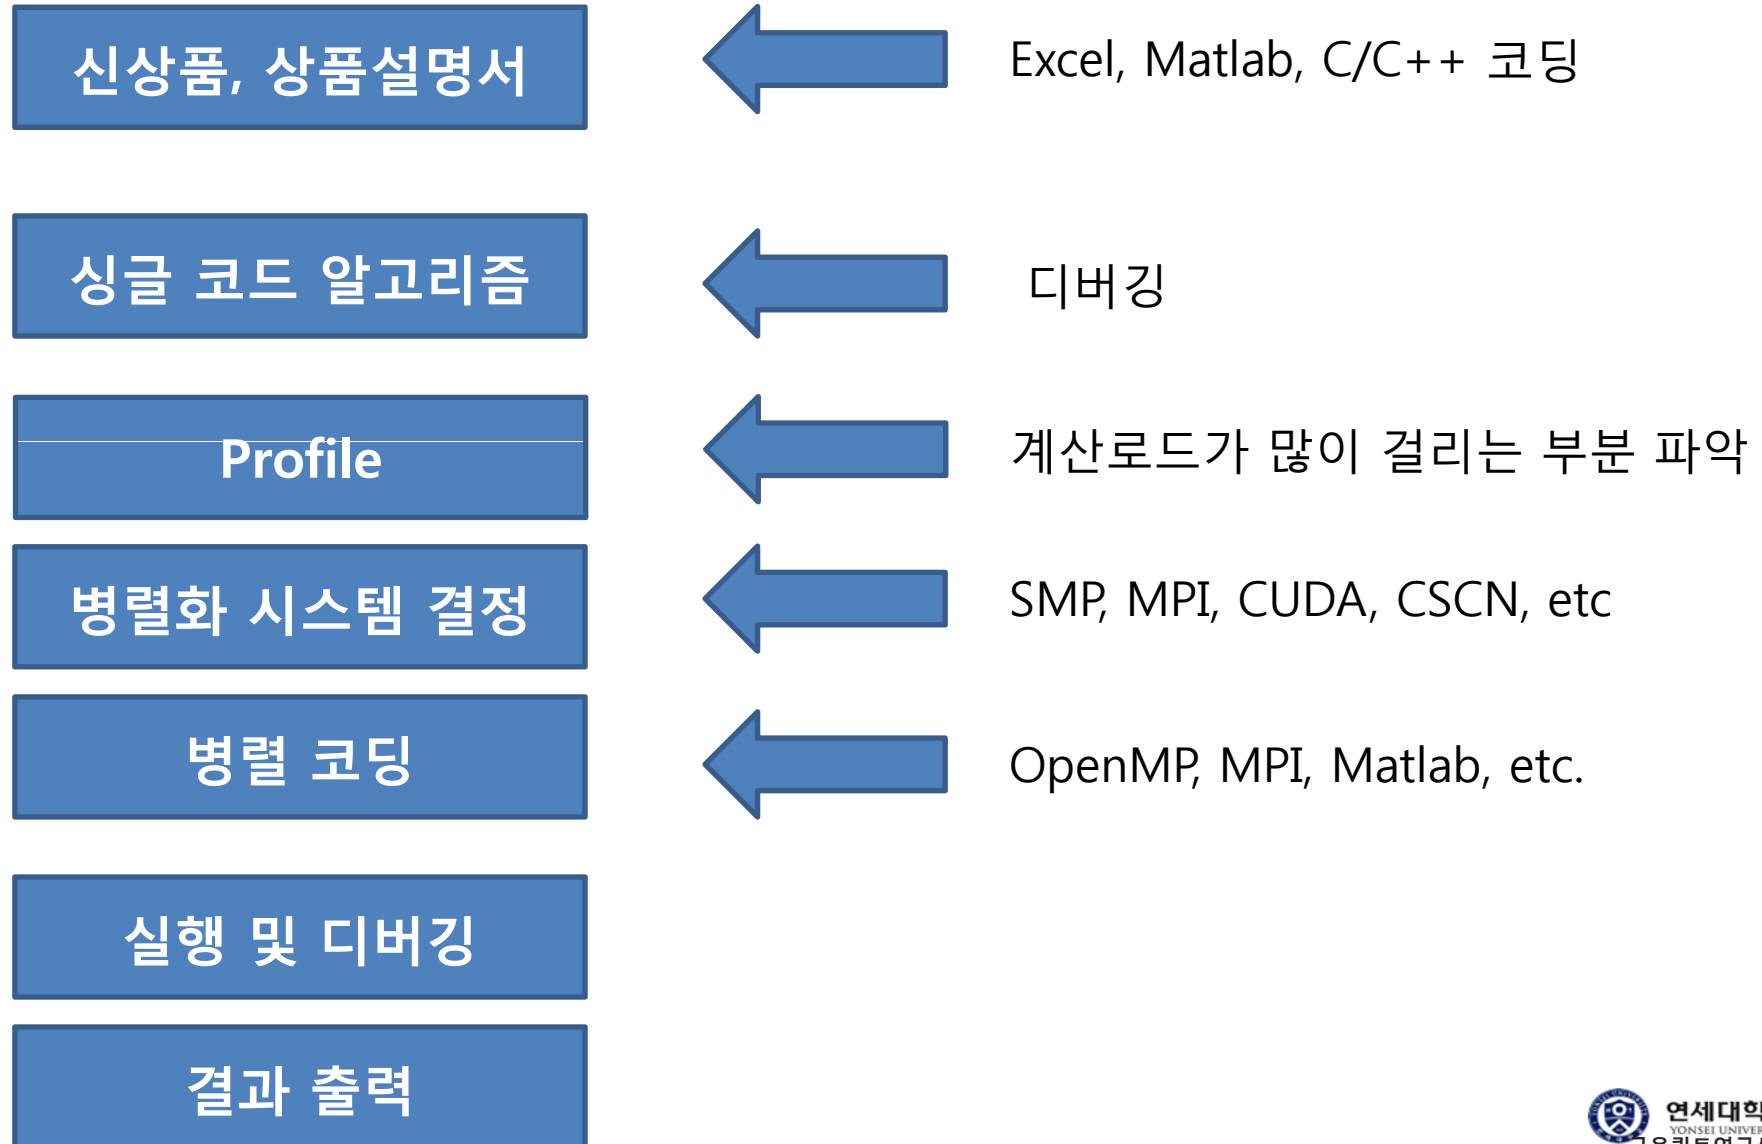 신상품, 상품설명서
Excel, Matlab, C/C++ 코딩
싱글 코드 알고리즘
디버깅
Profile
계산로드가 많이 걸리는 부분 파악
병렬화 시스템 결정
SMP, MPI, CUDA, CSCN, etc
병렬 코딩
OpenMP, MPI, Matlab, etc.
실행 및 디버깅
결과 출력
연세대학
YONSEI UNIVER